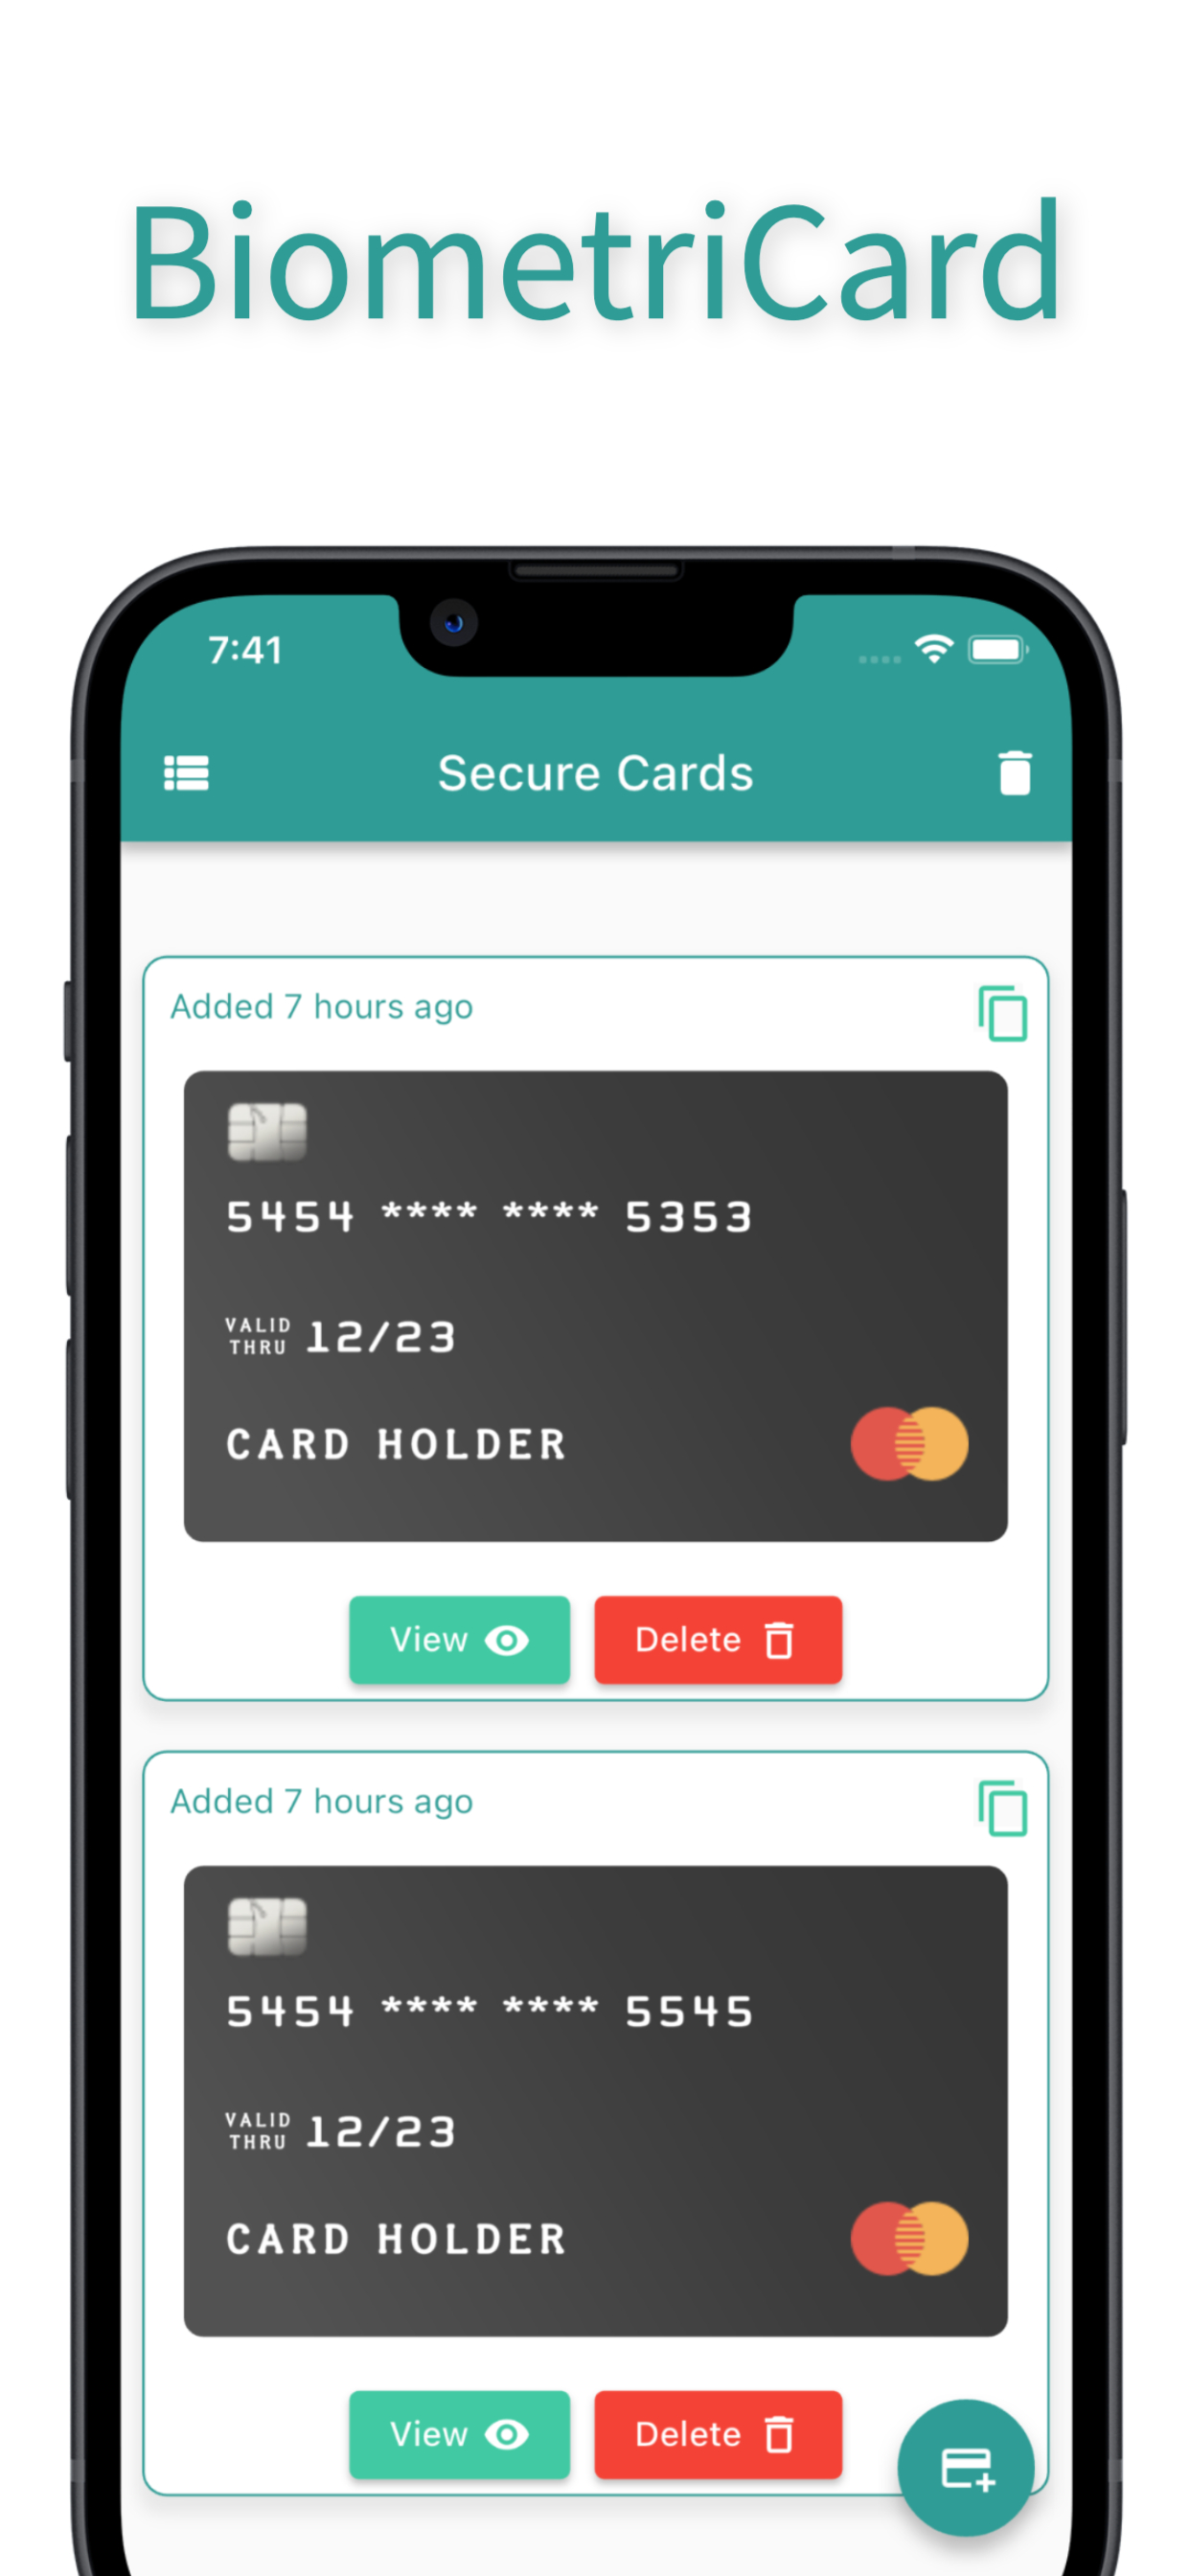 BiometriCard
7:41
Secure Cards
Added 7 hours ago
5454 **** **** 5353
VALID
THRU 12/23
CARD HOLDER
View
Delete
Added 7 hours ago
5454 **** **** 5545
VALID
THRU 12/23
CARD HOLDER
View
Delete